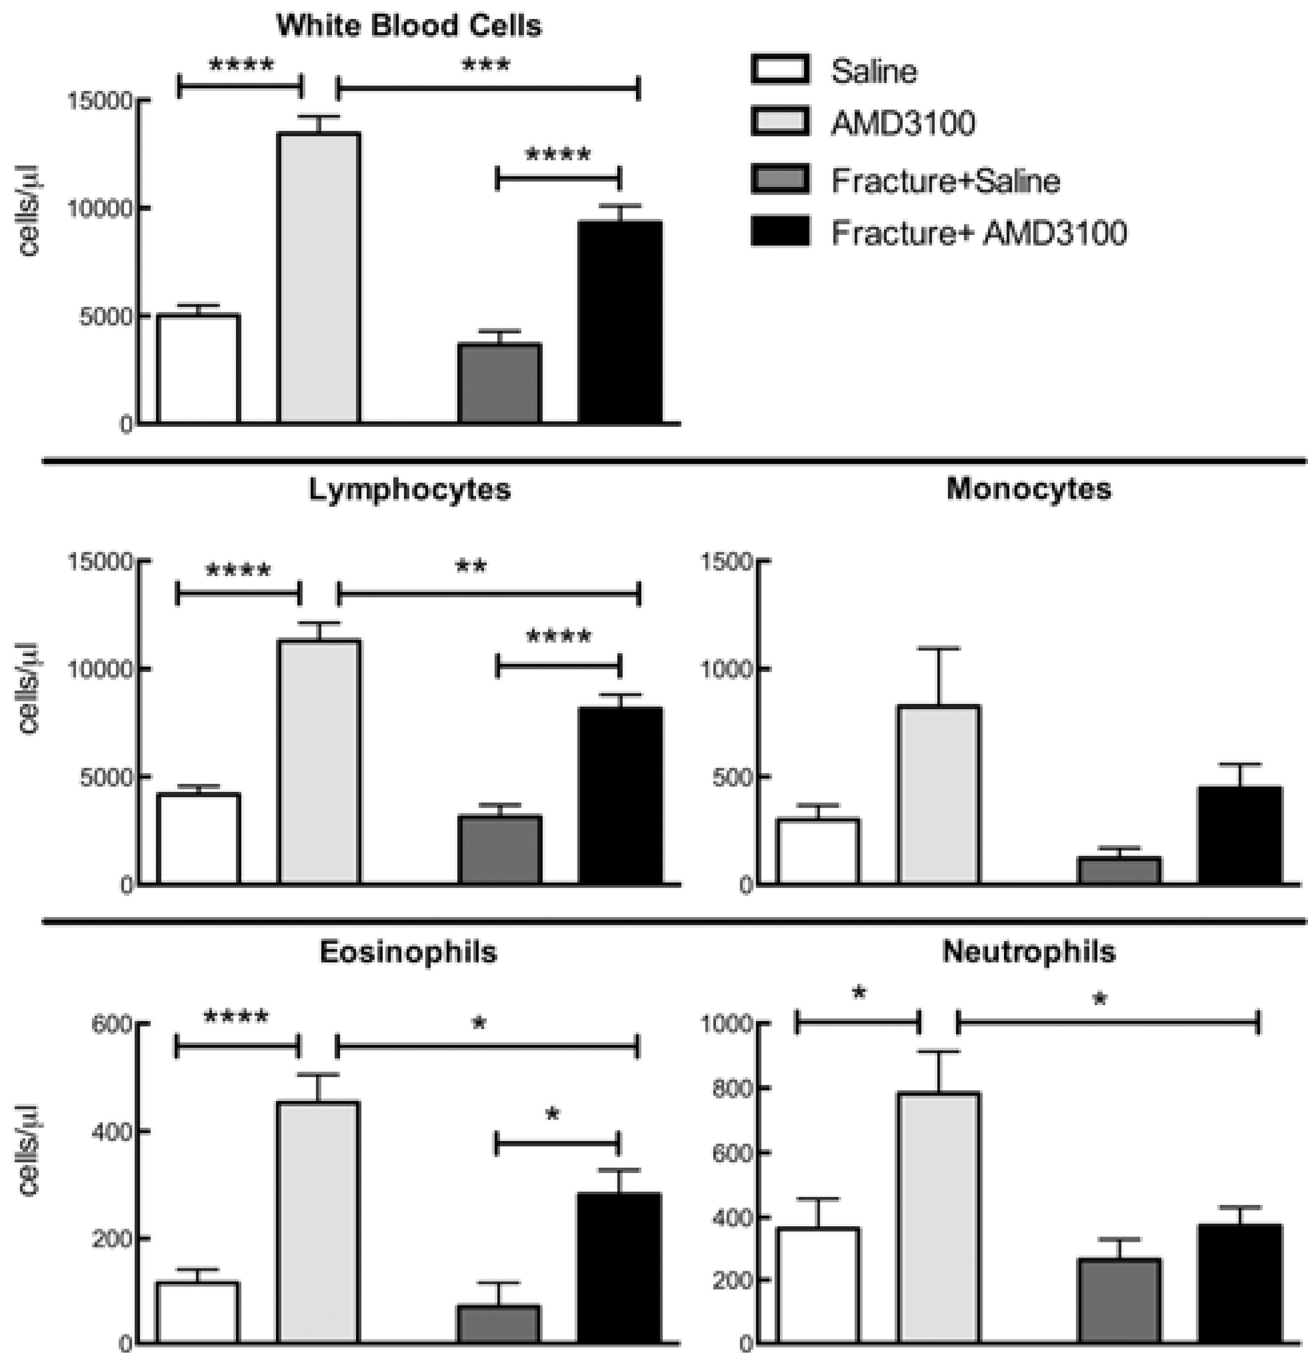 White Blood Cells
**** ***
****
15000
10000
5000
0
cells/µl
Saline
AMD3100
Fracture+Saline
Fracture+ AMD3100
Lymphocytes
**** **
****
15000
10000
5000
0
cells/µl
Monocytes
1500
1000
500
0
Eosinophils
**** *
*
600
400
200
0
cells/µl
Neutrophils
* *
1000
800
600
400
200
0